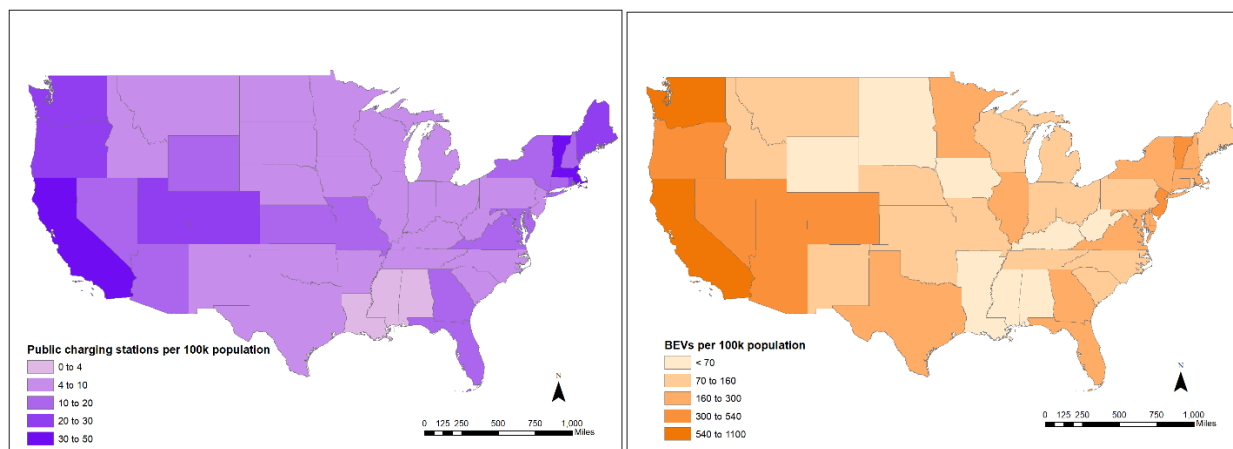 Public charging stations per 100k population
0 to 4
4 to 10
10 to 20
20 to 30
30 to 50
N
0 125 250 500 750 1,000
Miles
BEVs per 100k population
< 70
70 to 160
160 to 300
300 to 540
540 to 1100
N
0 125 250 500 750 1,000
Miles